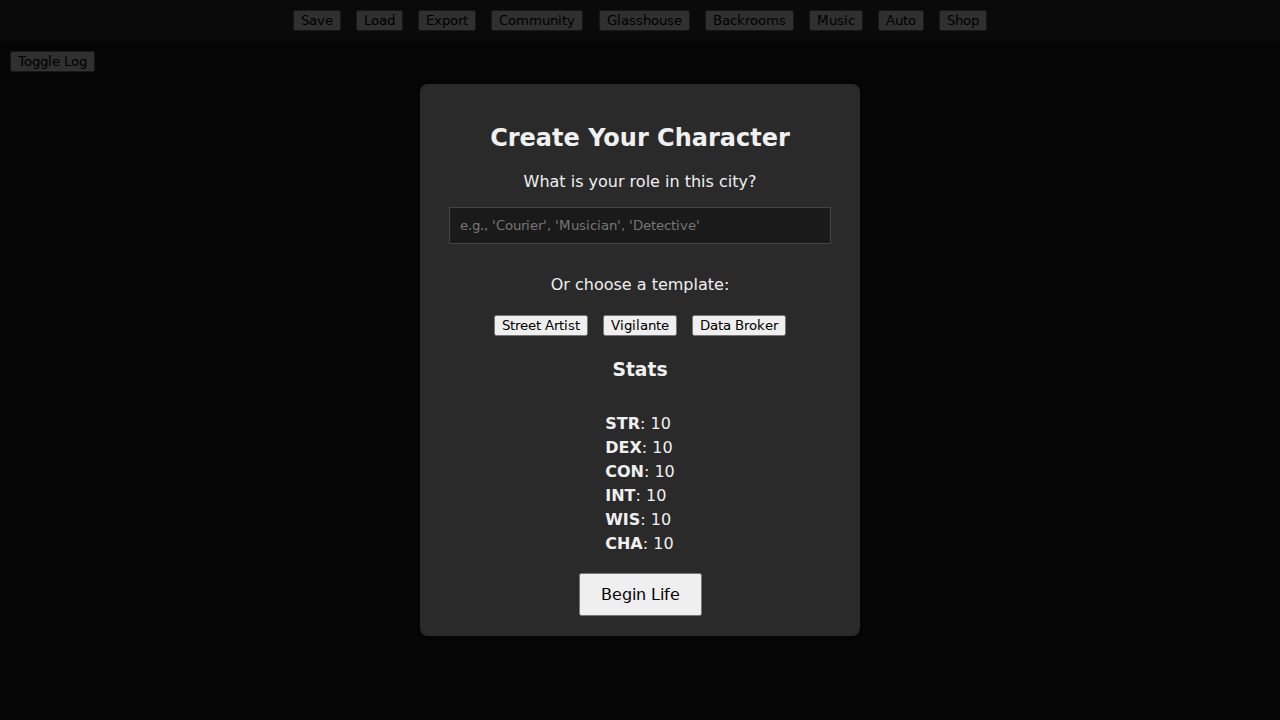 Save Load Export Community Glasshouse Backrooms Music Auto Shop
Toggle Log
Create Your Character
What is your role in this city?
e.g., 'Courier', 'Musician', 'Detective'
Or choose a template:
Street Artist Vigilante Data Broker
Stats
STR: 10
DEX: 10
CON: 10
INT: 10
WIS: 10
CHA: 10
Begin Life